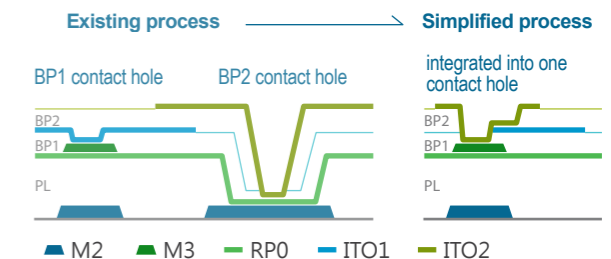 Existing process
Simplified process
BP1 contact hole
BP2 contact hole
integrated into one
contact hole
BP2
BP1
PL
BP2
BP1
PL
M2 M3 RP0 ITO1 ITO2